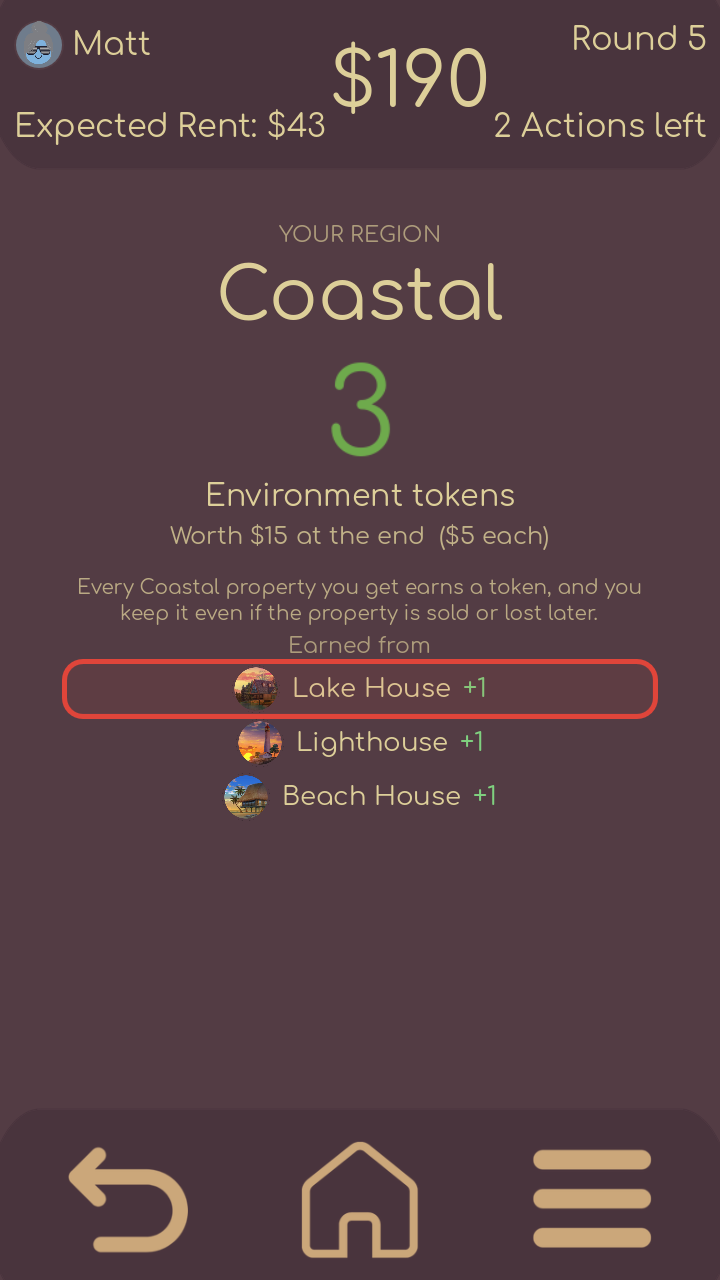 Matt
$190
Round 5
Expected Rent: $43
2 Actions left
YOUR REGION
Coastal
3
Environment tokens
Worth $15 at the end ($5 each)
Every Coastal property you get earns a token, and you
keep it even if the property is sold or lost later.
Earned from
Lake House +1
Lighthouse +1
Beach House +1